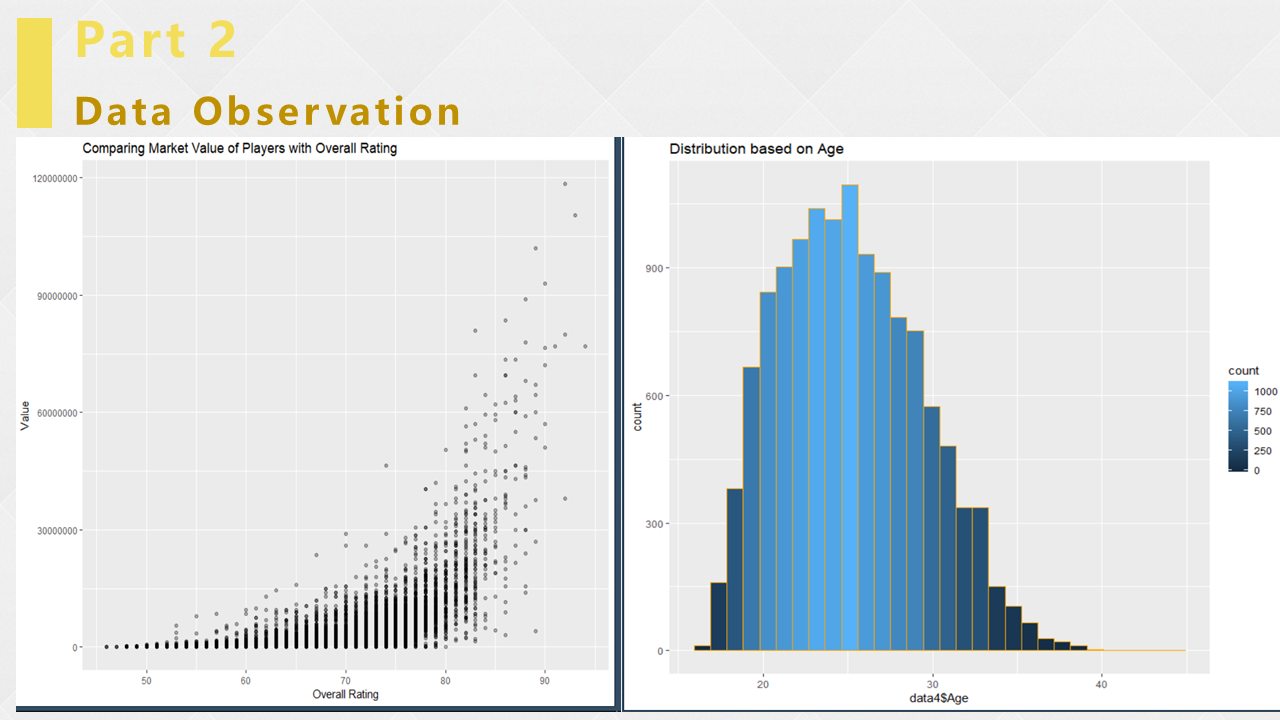 Part 2
Data Observation
Comparing Market Value of Players with Overall Rating
120000000
90000000
60000000
30000000
0
Value
50
60
70
80
90
Overall Rating
Distribution based on Age
900
600
300
0
count
20
30
40
data4$Age
count
1000
750
500
250
0